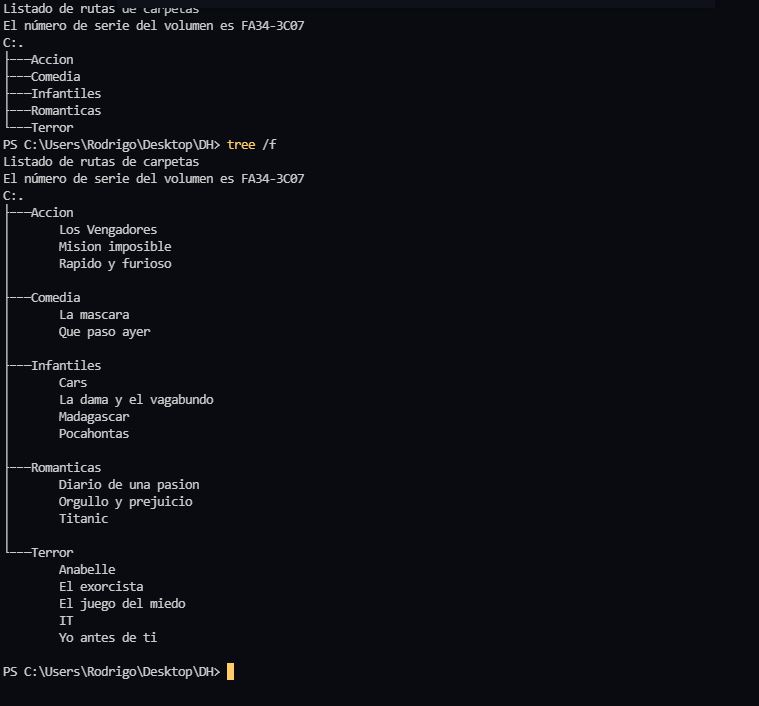 Listado de rutas de carpetas
El número de serie del volumen es FA34-3C07
C:.
├───Accion
├───Comedia
├───Infantiles
├───Romanticas
└───Terror
PS C:\Users\Rodrigo\Desktop\DH> tree /f
Listado de rutas de carpetas
El número de serie del volumen es FA34-3C07
C:.
├───Accion
│       Los Vengadores
│       Mision imposible
│       Rapido y furioso
│
├───Comedia
│       La mascara
│       Que paso ayer
│
├───Infantiles
│       Cars
│       La dama y el vagabundo
│       Madagascar
│       Pocahontas
│
├───Romanticas
│       Diario de una pasion
│       Orgullo y prejuicio
│       Titanic
│
└───Terror
        Anabelle
        El exorcista
        El juego del miedo
        IT
        Yo antes de ti

PS C:\Users\Rodrigo\Desktop\DH>